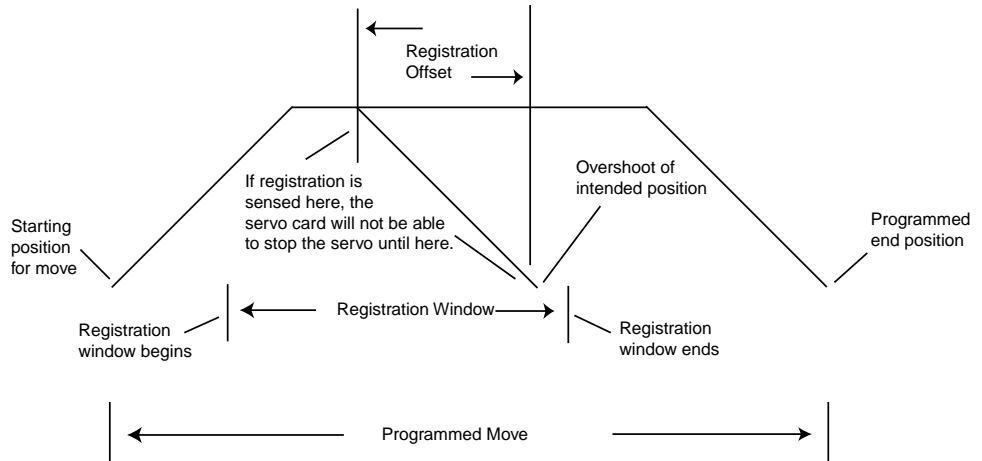 Registration
Offset
If registration is
sensed here, the
servo card will not be able
to stop the servo until here.
Overshoot of
intended position
Starting
position
for move
Programmed
end position
Registration
window begins
Registration Window
Registration
window ends
Programmed Move